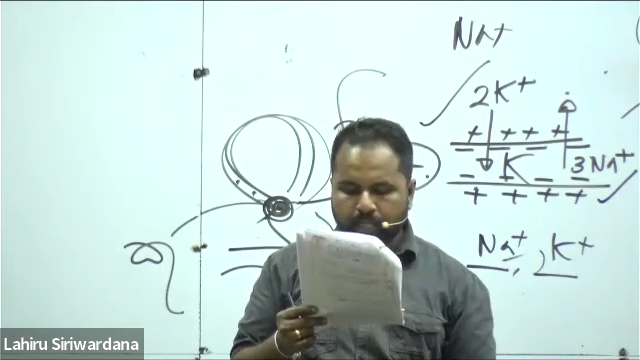 Na+
2K+
+ + + +
K
3Na+
+ + + +
Na+, 2K+
Lahiru Siriwardana